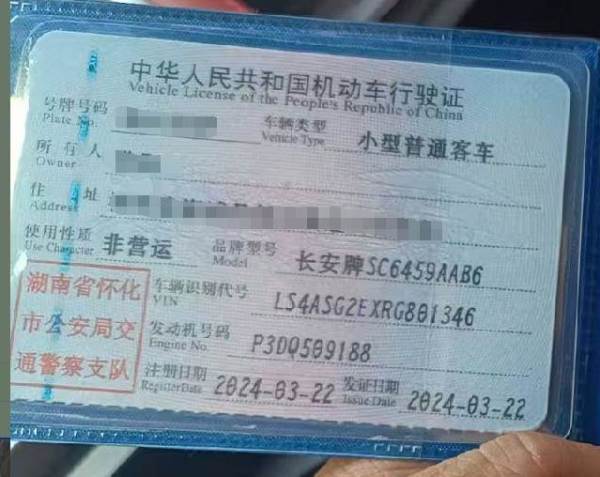 中华人民共和国机动车行驶证
Vehicle License of the People's Republic of China
号牌号码
Plate No.
车辆类型
Vehicle Type
小型普通客车
所有人
Owner
住址
Address
使用性质
Use Character
非营运
品牌型号
Model
长安牌SC6459AAB6
车辆识别代号
VIN
LS4ASG2EXRG801346
发动机号码
Engine No.
P3DQ509188
注册日期
Register Date
2024-03-22
发证日期
Issue Date
2024-03-22
湖南省怀化
市公安局交
通警察支队